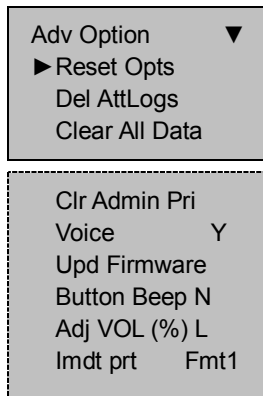 Adv Option ▼
►Reset Opts
Del AttLogs
Clear All Data
Clr Admin Pri
Voice Y
Upd Firmware
Button Beep N
Adj VOL (%) L
Imdt prt Fmt1